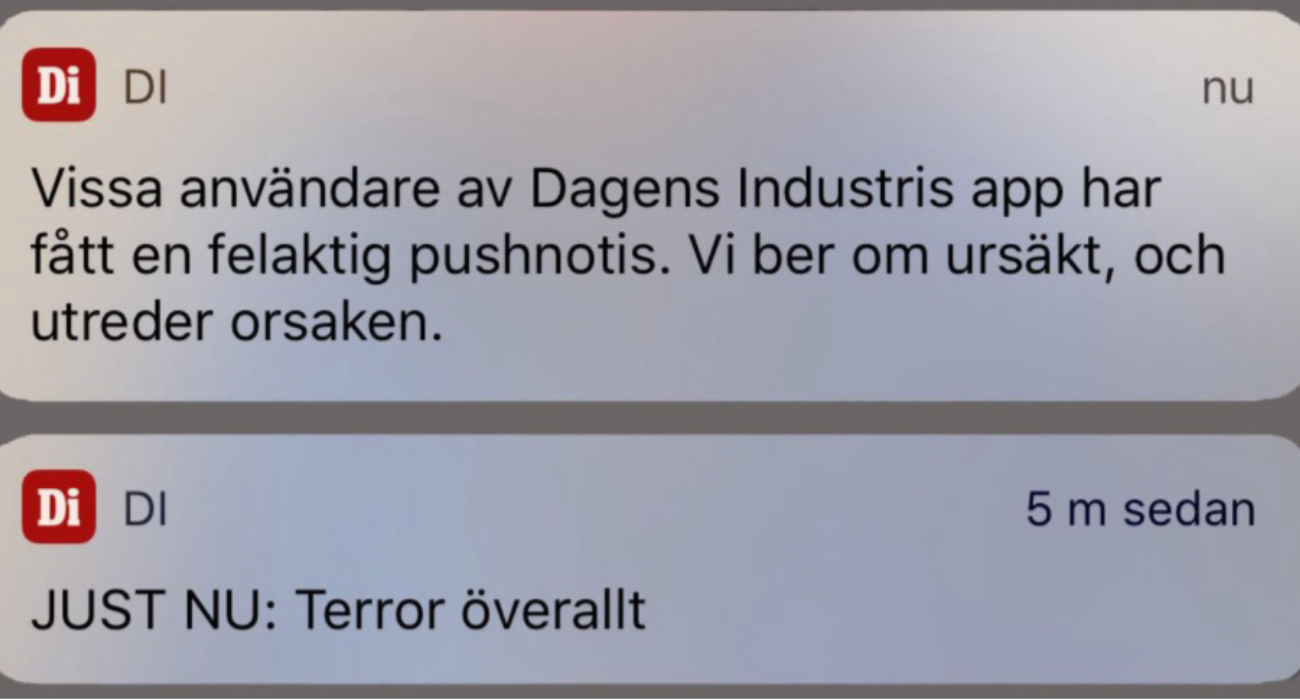 Di DI nu
Vissa användare av Dagens Industris app har
fått en felaktig pushnotis. Vi ber om ursäkt, och
utreder orsaken.
Di DI 5 m sedan
JUST NU: Terror överallt